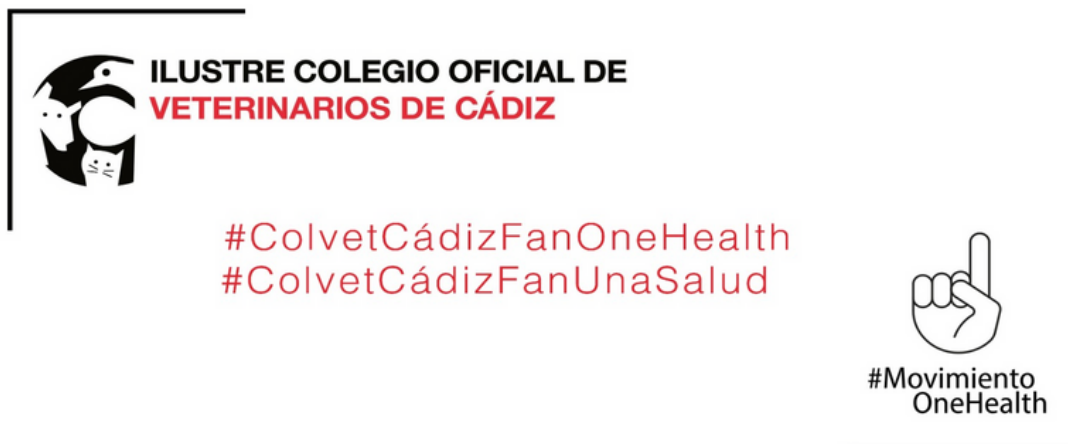 ILUSTRE COLEGIO OFICIAL DE
VETERINARIOS DE CÁDIZ
#ColvetCádizFanOneHealth
#ColvetCádizFanUnaSalud
#Movimiento
OneHealth